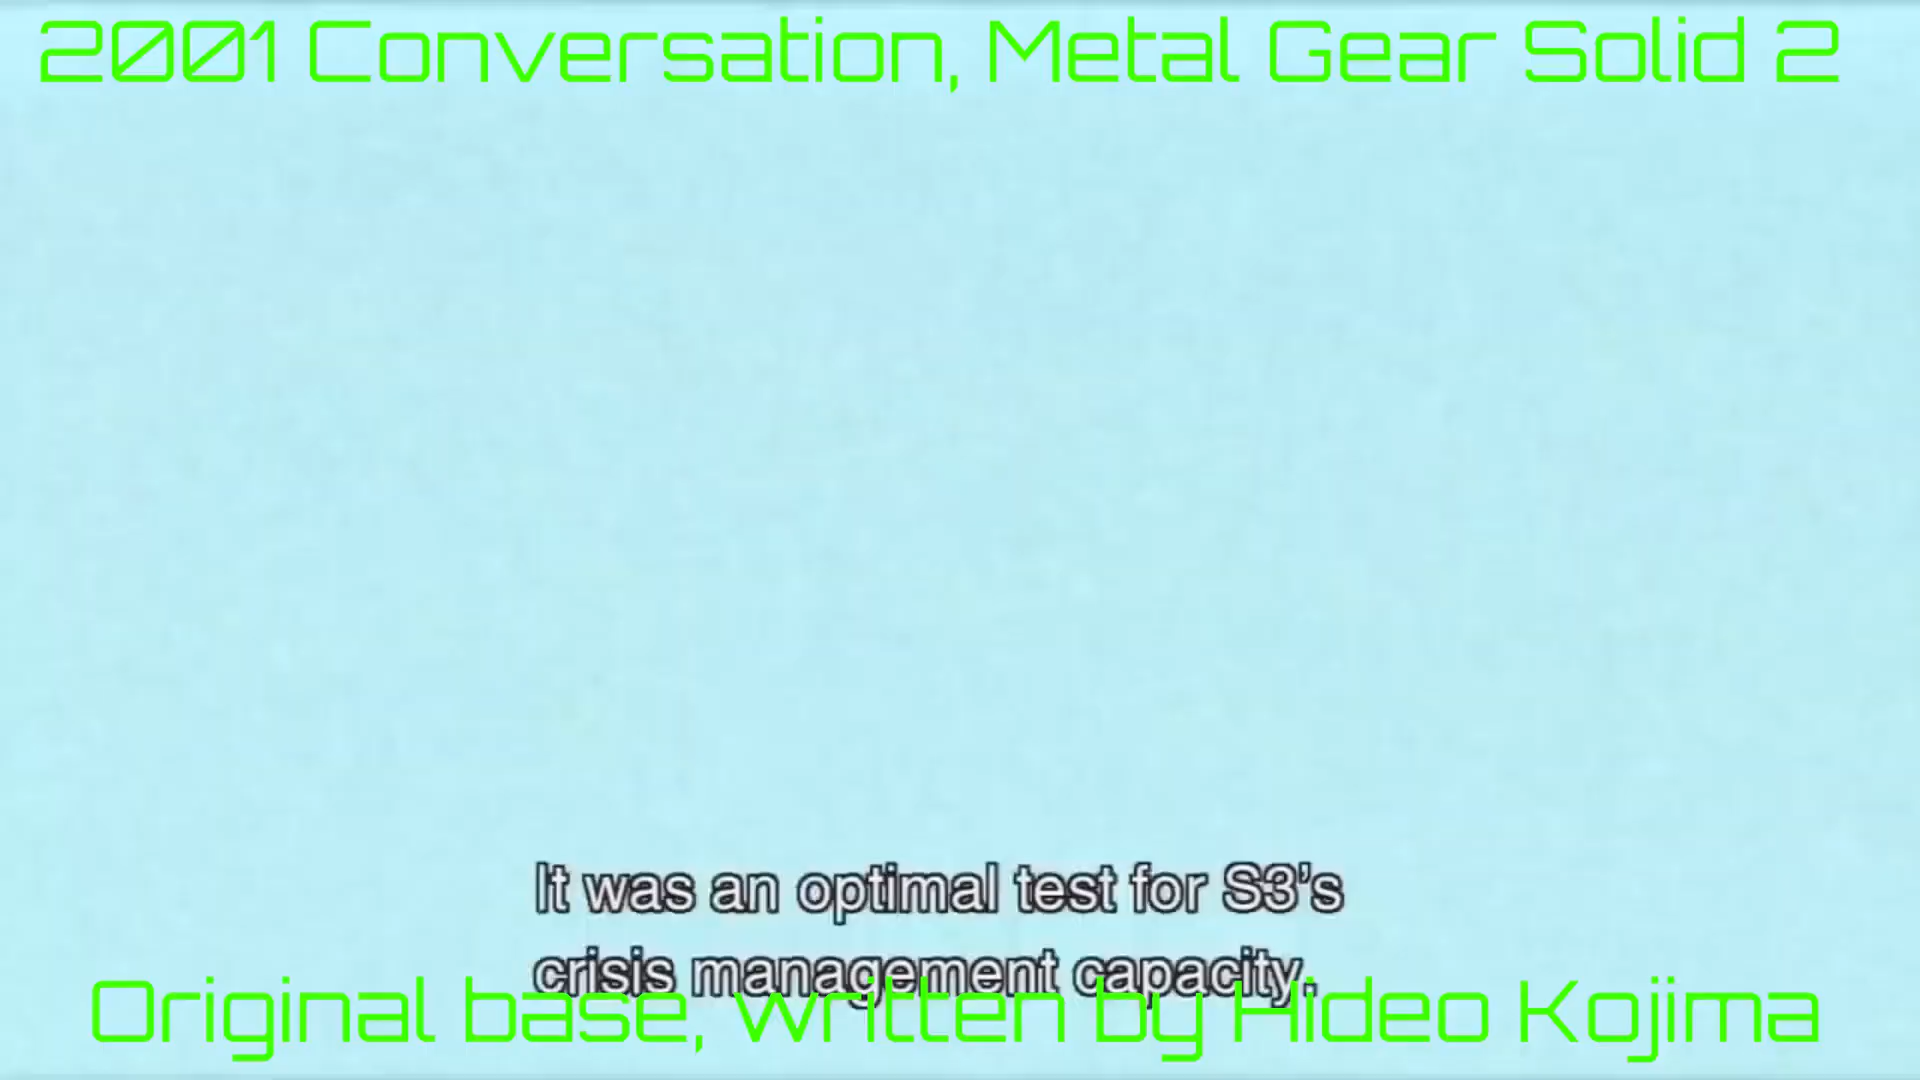 2001 Conversation, Metal Gear Solid 2
It was an optimal test for S3's
crisis management capacity.
Original base, written by Hideo Kojima